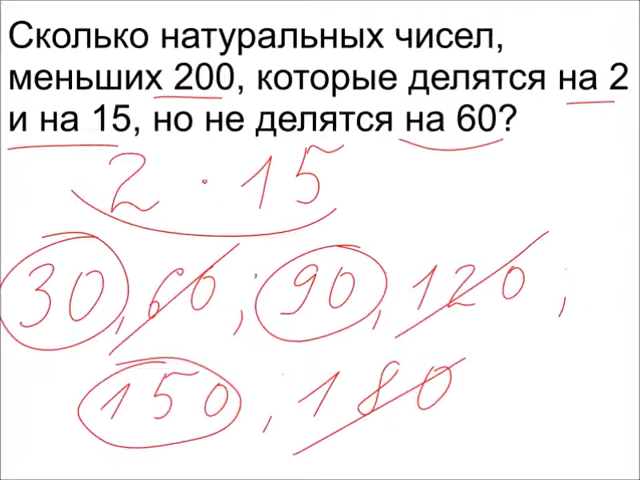 Сколько натуральных чисел,
меньших 200, которые делятся на 2
и на 15, но не делятся на 60?
2 · 15
30, 60; 90, 120;
150, 180